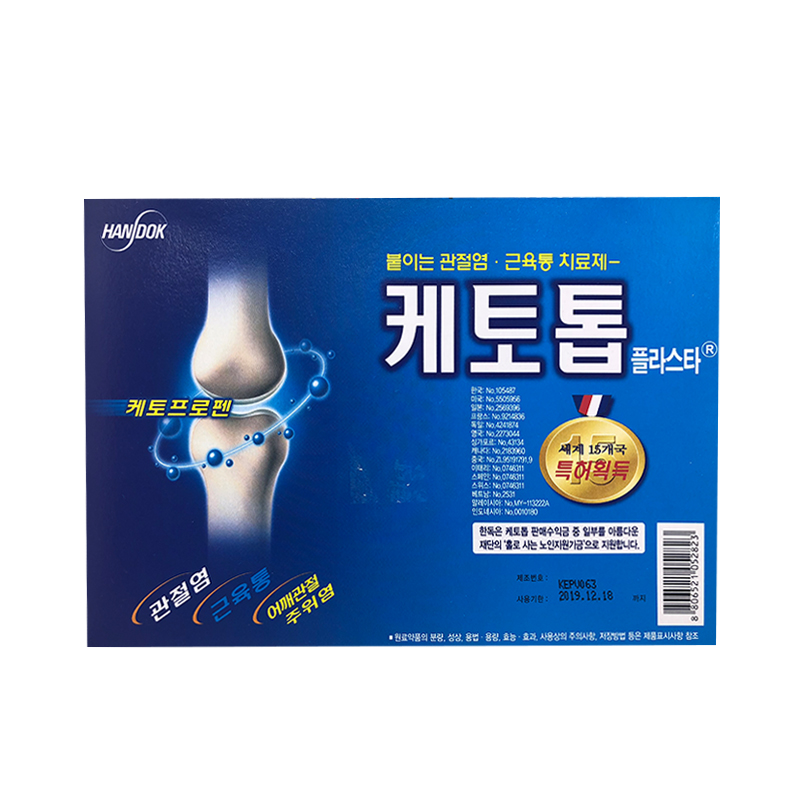 HANDOK
붙이는 관절염 · 근육통 치료제-
케토톱 플라스타®
케토프로펜
한국: No.105487
미국: No.5505956
일본: No.2569396
프랑스: No.9214836
독일: No.4241874
영국: No.2273044
싱가포르: No.43134
캐나다: No.2183960
중국: No.ZL95191791.9
이태리: No.0746311
스페인: No.0746311
스위스: No.0746311
베트남: No.2531
말레이시아: No.MY-113222A
인도네시아: No.0010180
세계 15개국
특허획득
한독은 케토톱 판매수익금 중 일부를 아름다운
재단의 '홀로 사는 노인지원기금'으로 지원합니다.
제조번호: KEPV063
사용기한: 2019.12.18 까지
8 806521 052823
관절염
근육통
어깨관절
주위염
■ 원료약품의 분량, 성상, 용법 · 용량, 효능 · 효과, 사용상의 주의사항, 저장방법 등은 제품표시사항 참조